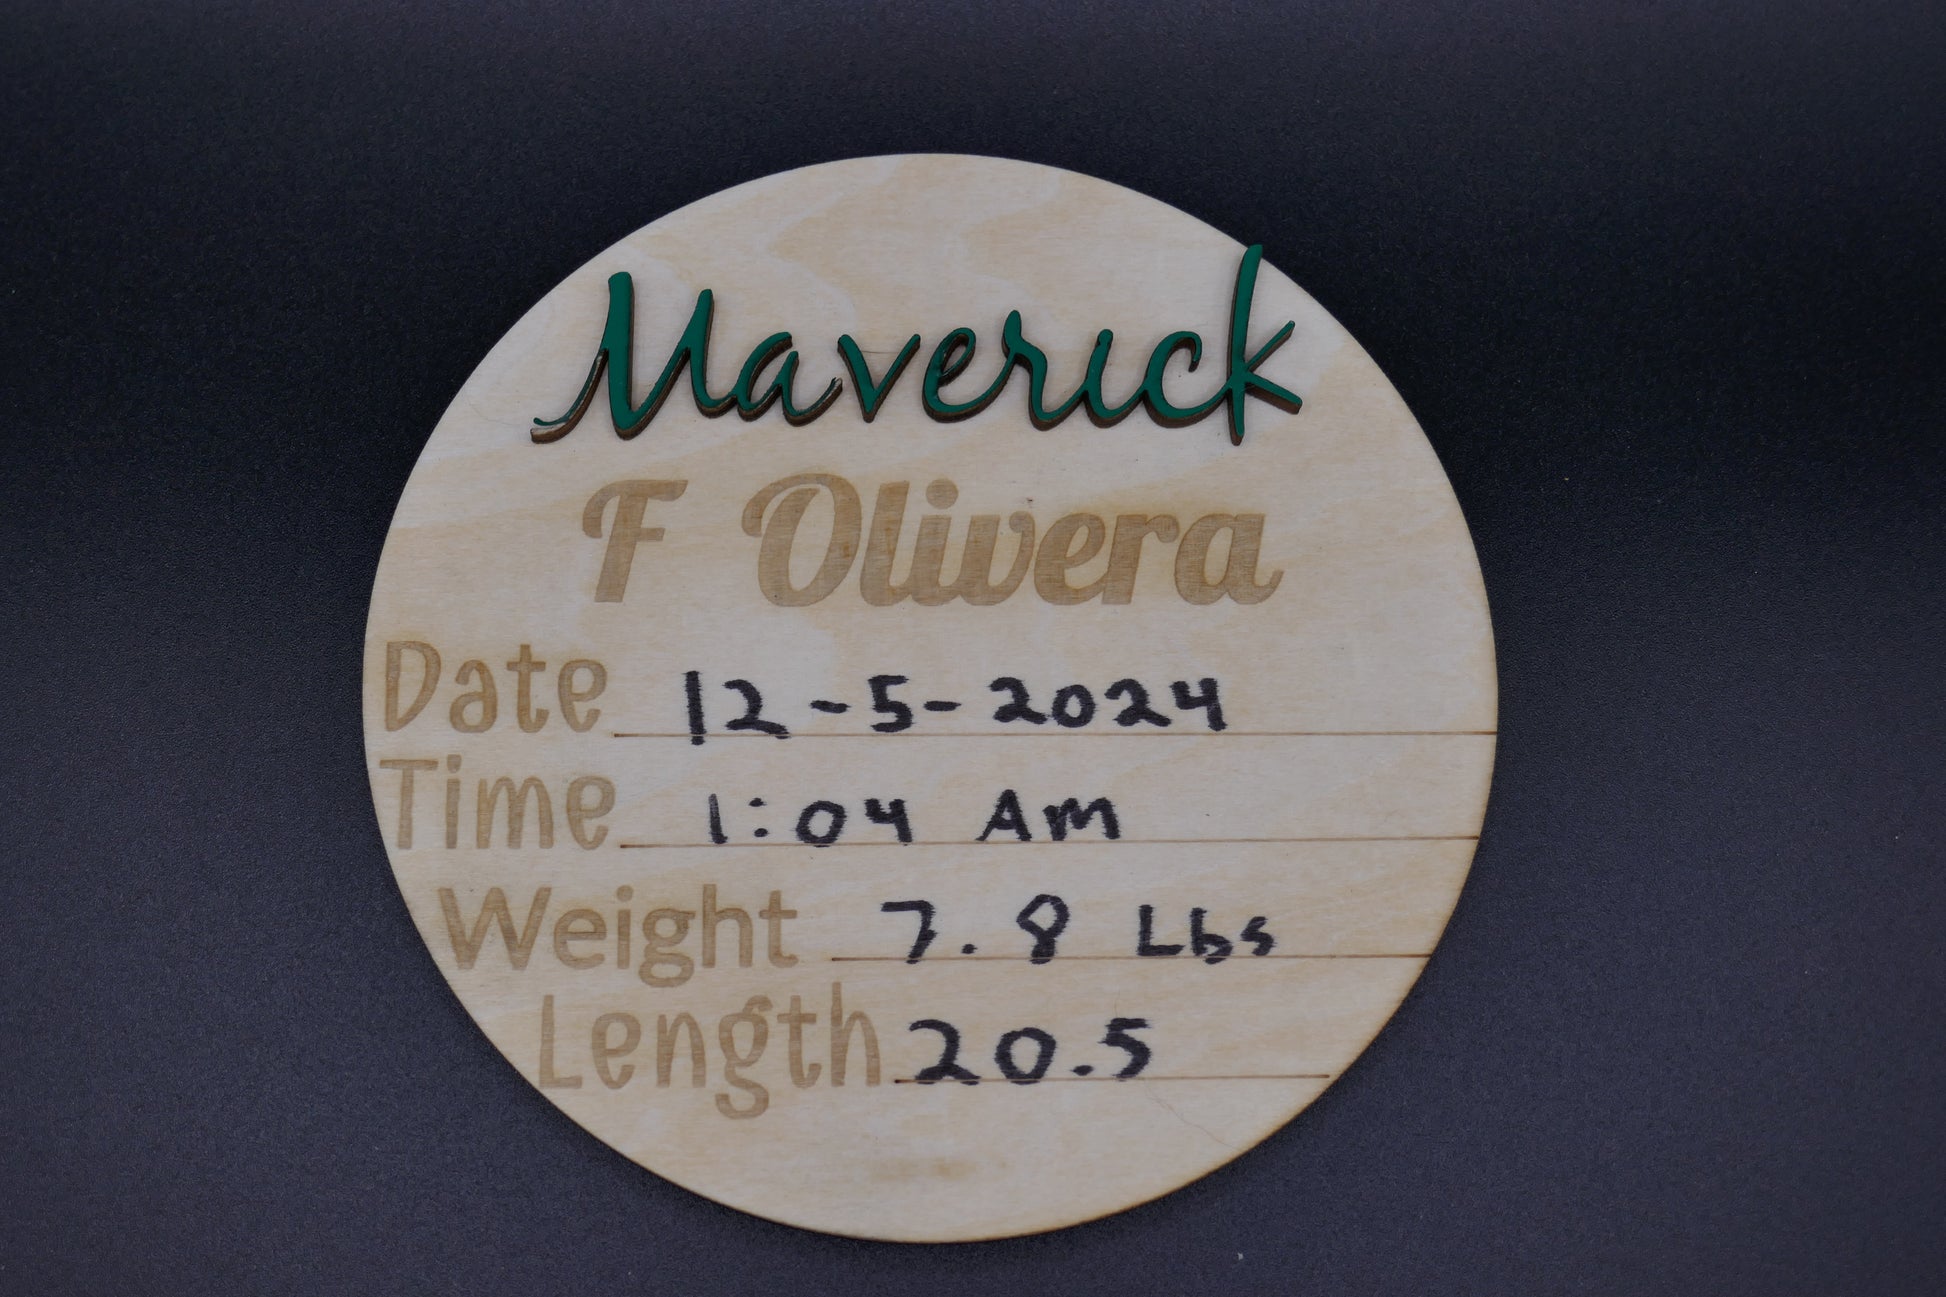 Maverick
F Olivera
Date 12-5-2024
Time 1:04 Am
Weight 7.8 Lbs
Length 20.5